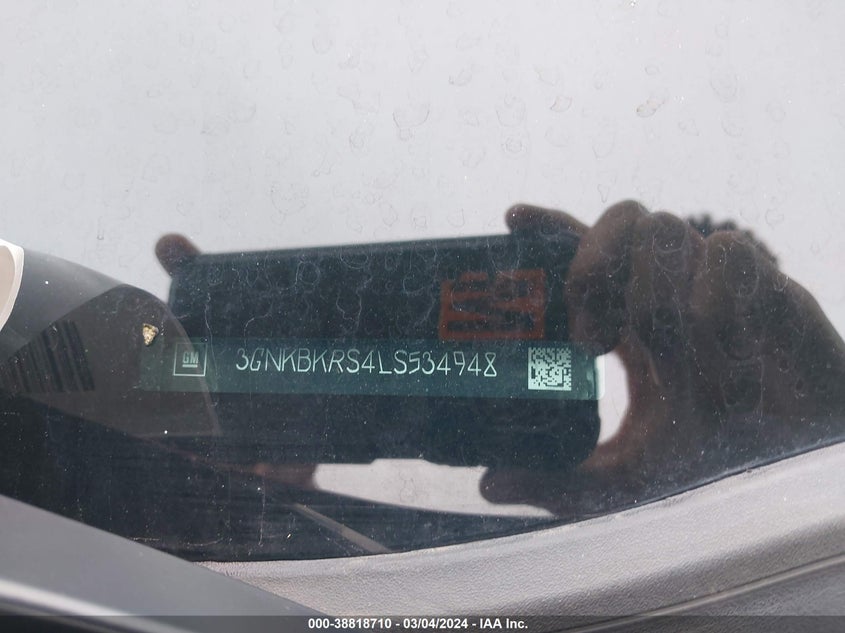 GM 3GNKBKRS4LS534948
000-38818710 - 03/04/2024 - IAA Inc.